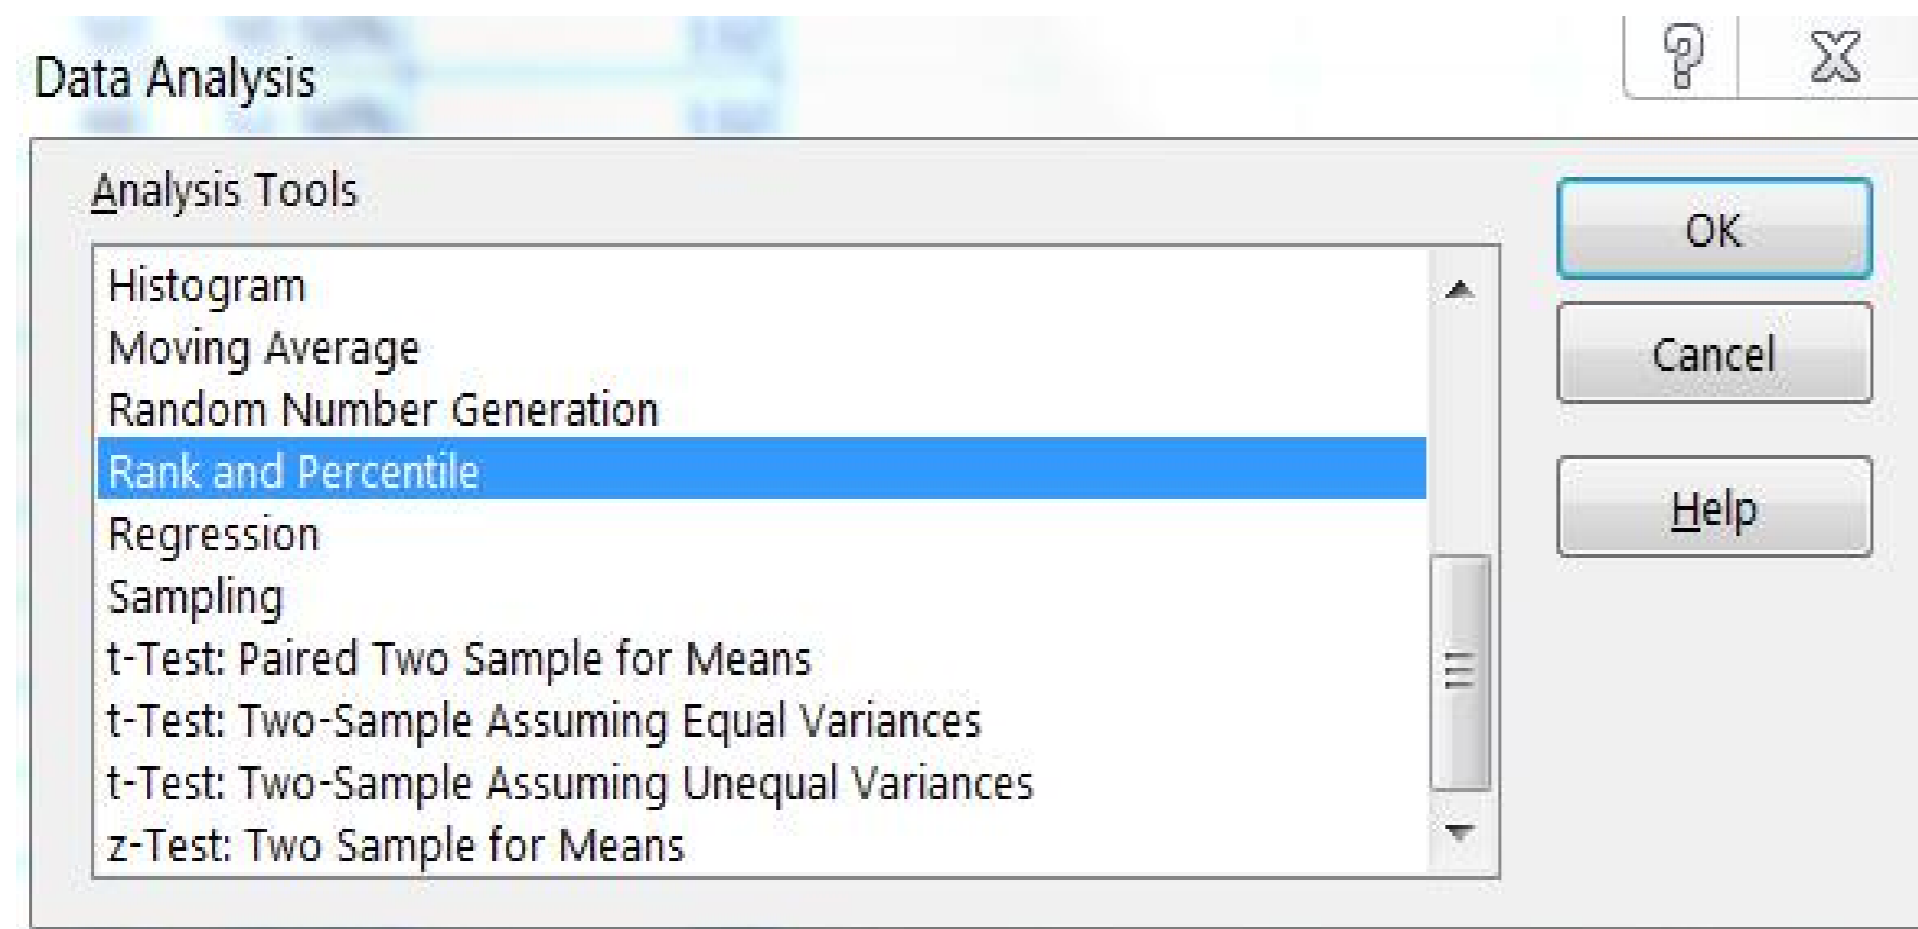 Data Analysis
Analysis Tools
Histogram
Moving Average
Random Number Generation
Rank and Percentile
Regression
Sampling
t-Test: Paired Two Sample for Means
t-Test: Two-Sample Assuming Equal Variances
t-Test: Two-Sample Assuming Unequal Variances
z-Test: Two Sample for Means
OK
Cancel
Help